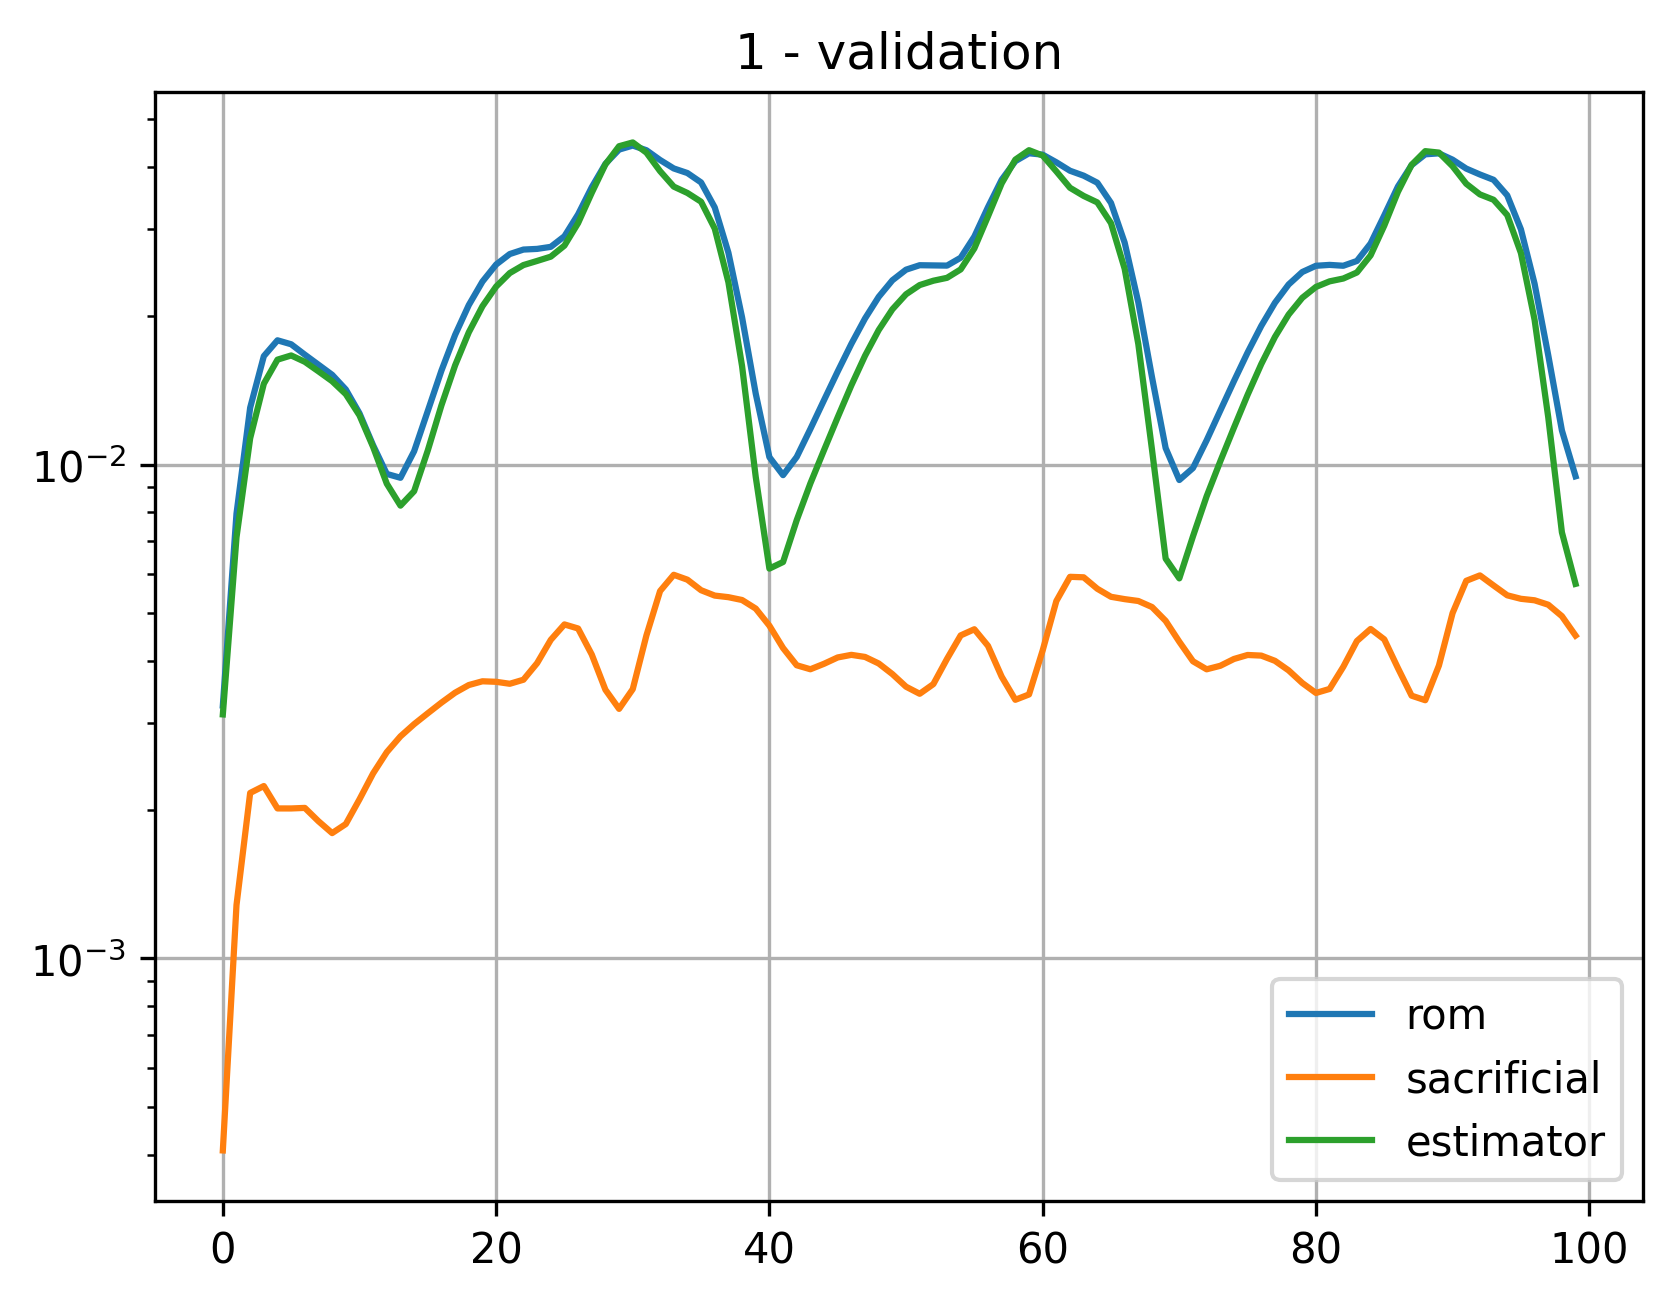 1 - validation
10⁻²
10⁻³
0 20 40 60 80 100
rom
sacrificial
estimator